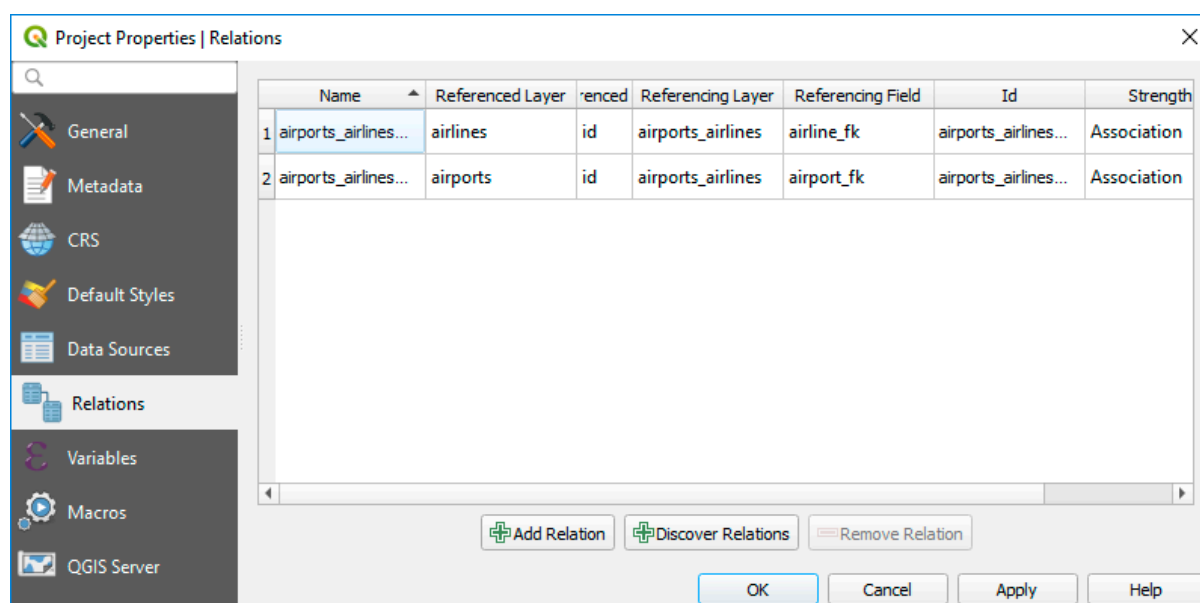 Project Properties | Relations
General
Metadata
CRS
Default Styles
Data Sources
Relations
Variables
Macros
QGIS Server
Name Referenced Layer renced Referencing Layer Referencing Field Id Strength
1 airports_airlines... airlines id airports_airlines airline_fk airports_airlines... Association
2 airports_airlines... airports id airports_airlines airport_fk airports_airlines... Association
Add Relation Discover Relations Remove Relation
OK Cancel Apply Help